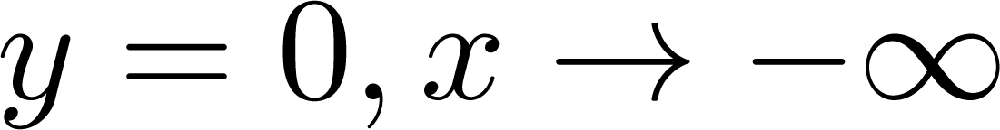 y = 0, x → −∞